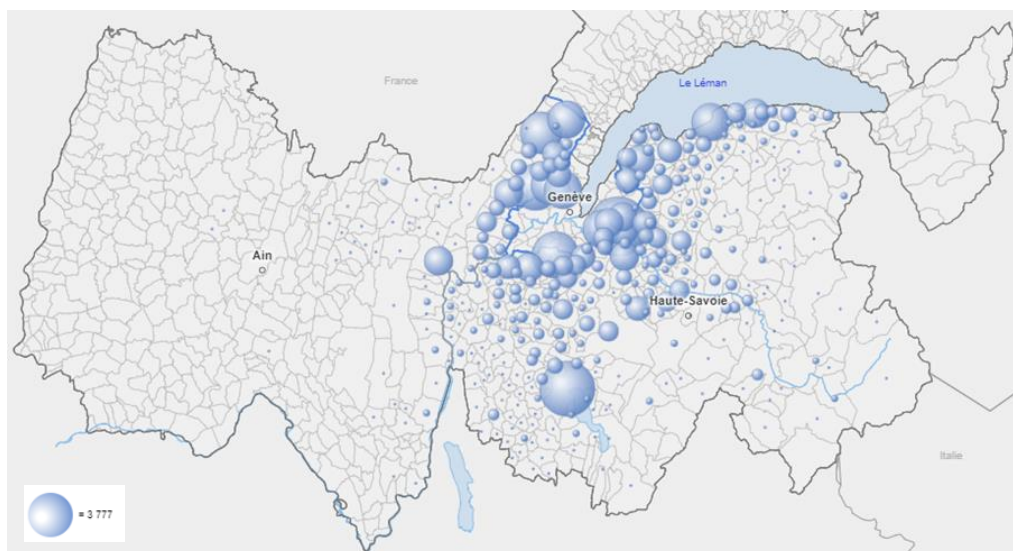 France
Le Léman
Genève
Ain
Haute-Savoie
Italie
= 3 777